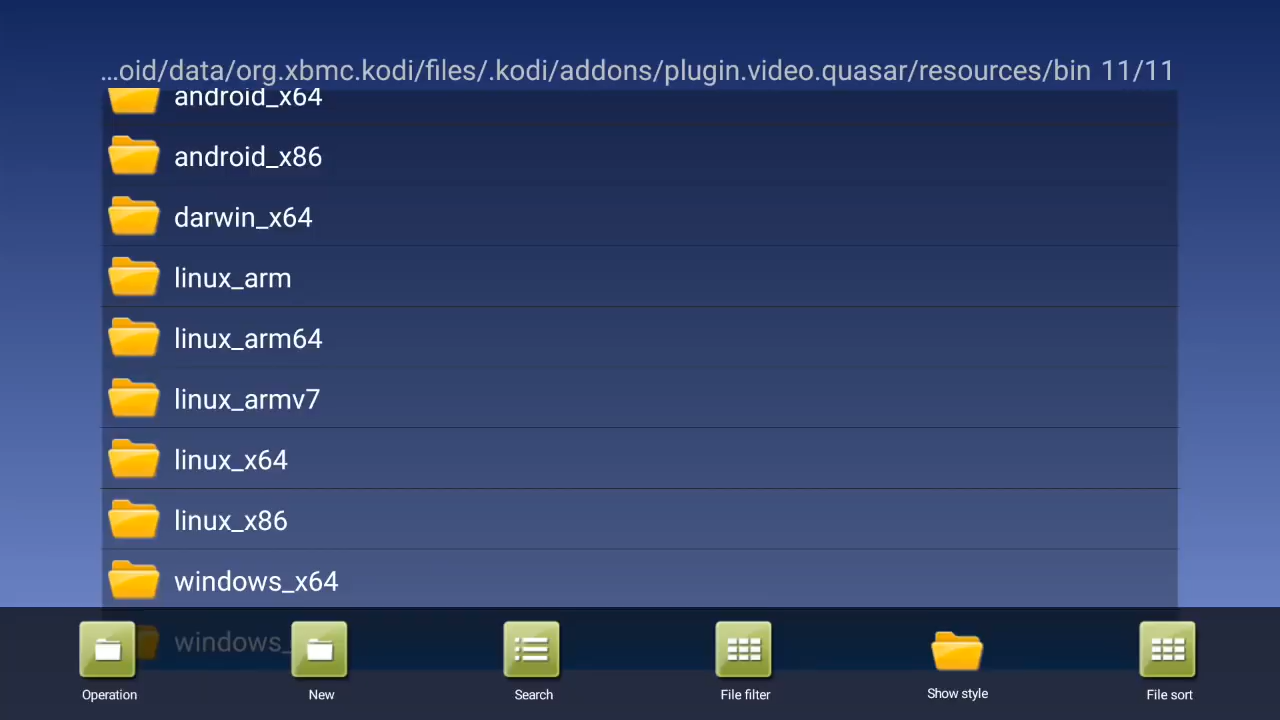 ...oid/data/org.xbmc.kodi/files/.kodi/addons/plugin.video.quasar/resources/bin 11/11
android_x64
android_x86
darwin_x64
linux_arm
linux_arm64
linux_armv7
linux_x64
linux_x86
windows_x64
windows_
Operation
New
Search
File filter
Show style
File sort